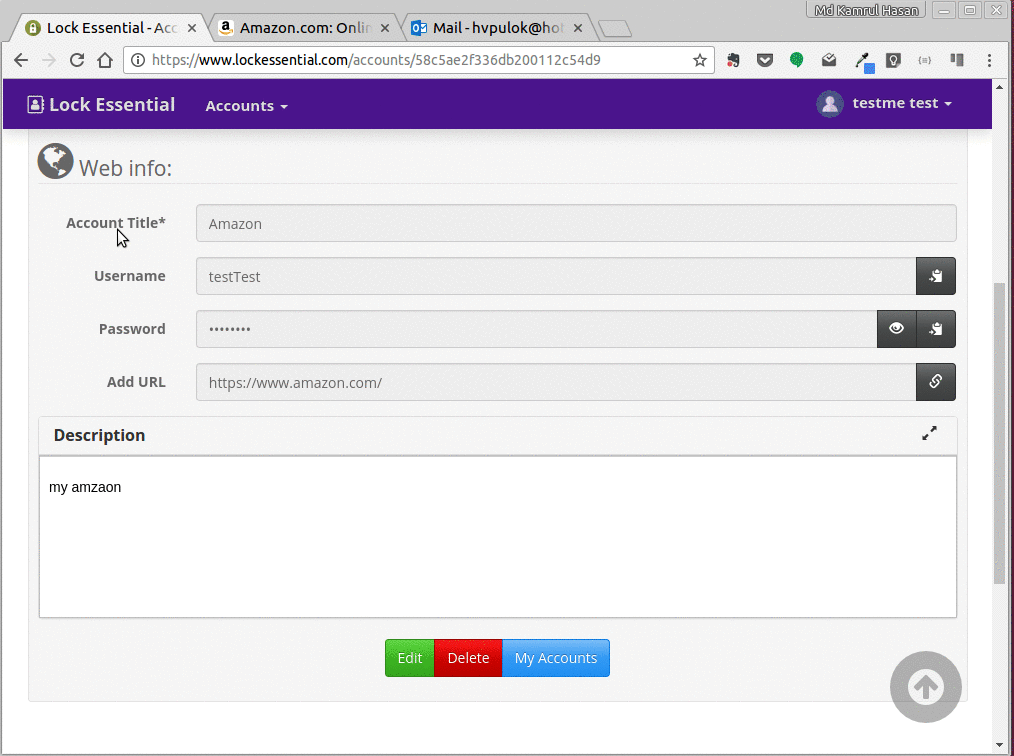 Md Kamrul Hasan
Lock Essential - Acc
Amazon.com: Onlin
Mail - hvpulok@hot
https://www.lockessential.com/accounts/58c5ae2f336db200112c54d9
Lock Essential
Accounts
testme test
Web info:
Account Title*
Amazon
Username
testTest
Password
••••••••
Add URL
https://www.amazon.com/
Description
my amzaon
Edit
Delete
My Accounts